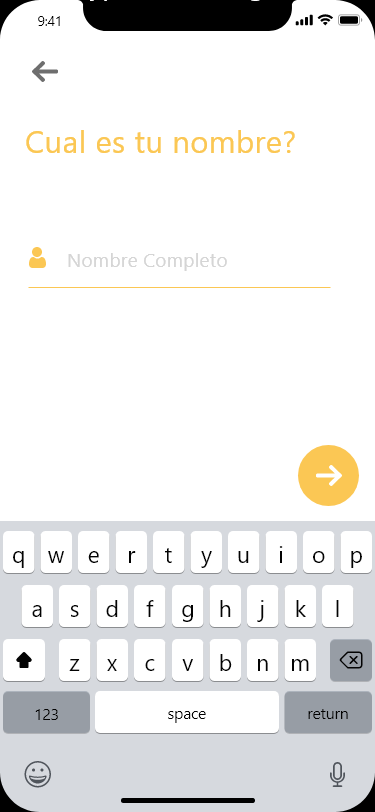 9:41
Cual es tu nombre?
Nombre Completo
q w e r t y u i o p
a s d f g h j k l
z x c v b n m
123 space return